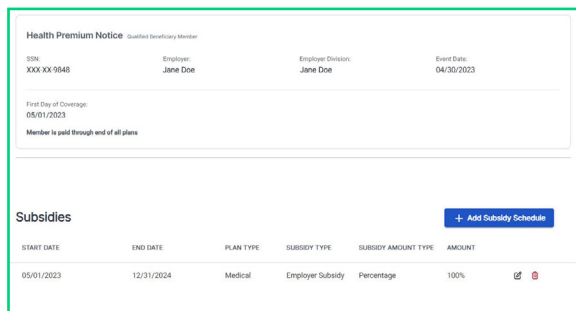 Health Premium Notice Qualified Beneficiary Member
SSN: Employer: Employer Division: Event Date:
XXX-XX-9848 Jane Doe Jane Doe 04/30/2023
First Day of Coverage:
05/01/2023
Member is paid through end of all plans
Subsidies + Add Subsidy Schedule
START DATE END DATE PLAN TYPE SUBSIDY TYPE SUBSIDY AMOUNT TYPE AMOUNT
05/01/2023 12/31/2024 Medical Employer Subsidy Percentage 100%